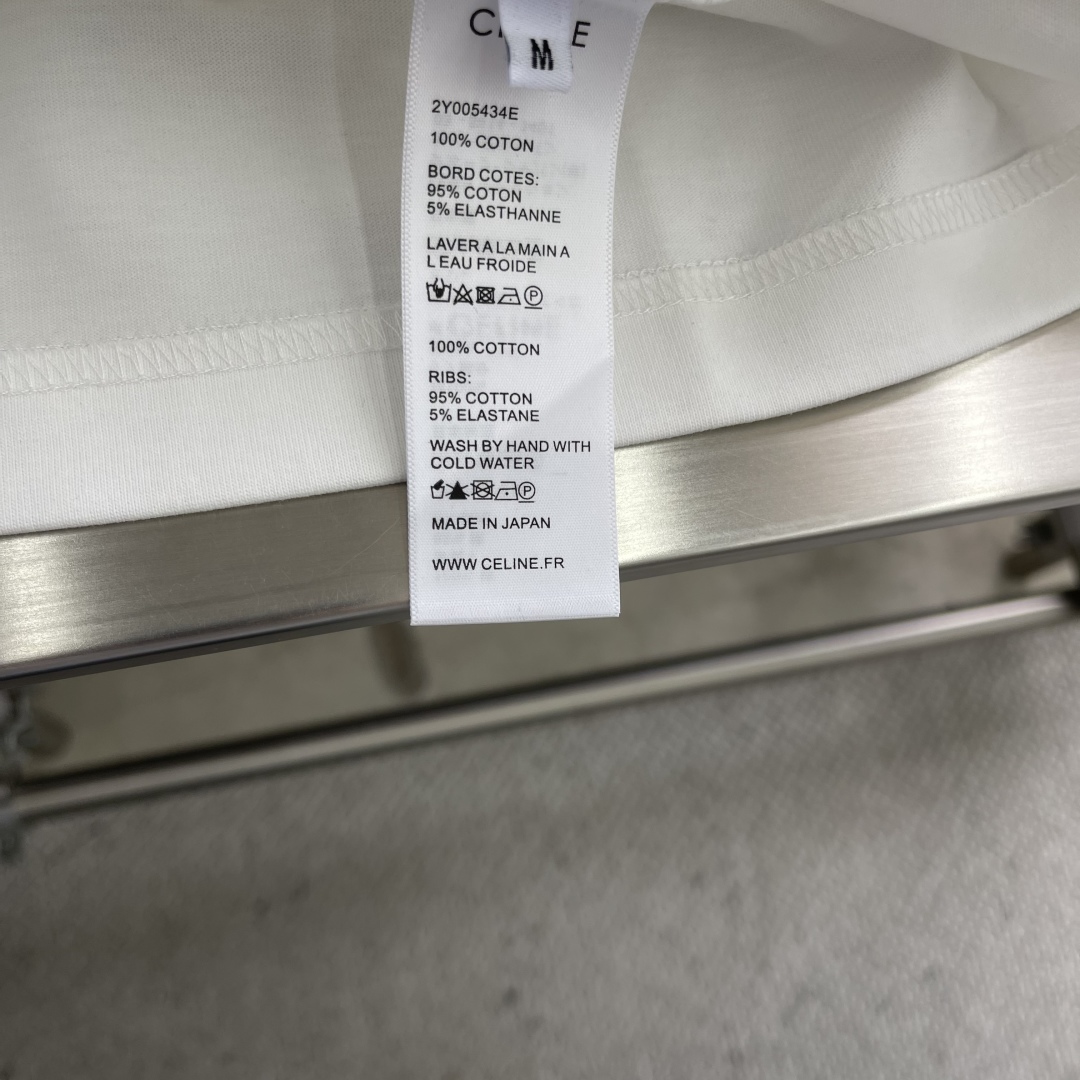 CE
M
2Y005434E
100% COTON
BORD COTES:
95% COTON
5% ELASTHANNE
LAVER A LA MAIN A
L EAU FROIDE
P
100% COTTON
RIBS:
95% COTTON
5% ELASTANE
WASH BY HAND WITH
COLD WATER
P
MADE IN JAPAN
WWW CELINE.FR